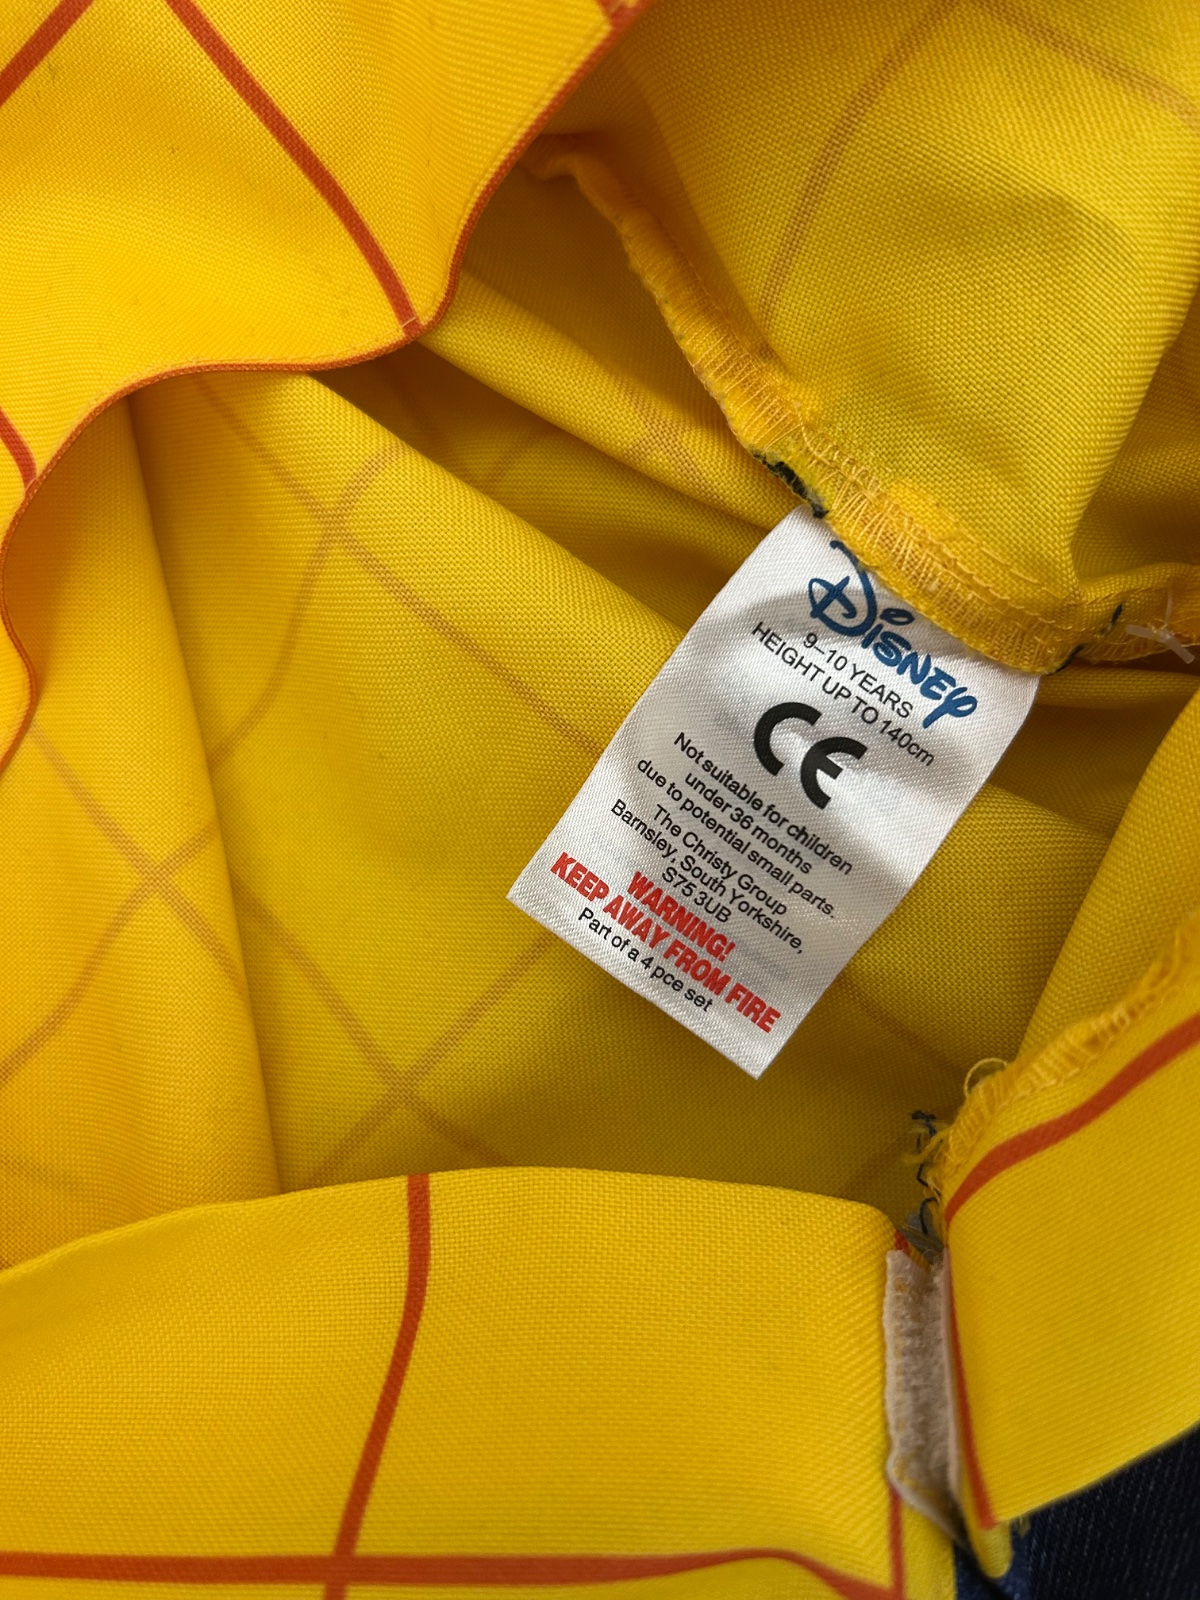 Disney
9–10 YEARS
HEIGHT UP TO 140cm
CE
Not suitable for children
under 36 months
due to potential small parts.
The Christy Group
Barnsley, South Yorkshire,
S75 3UB
WARNING!
KEEP AWAY FROM FIRE
Part of a 4 pce set